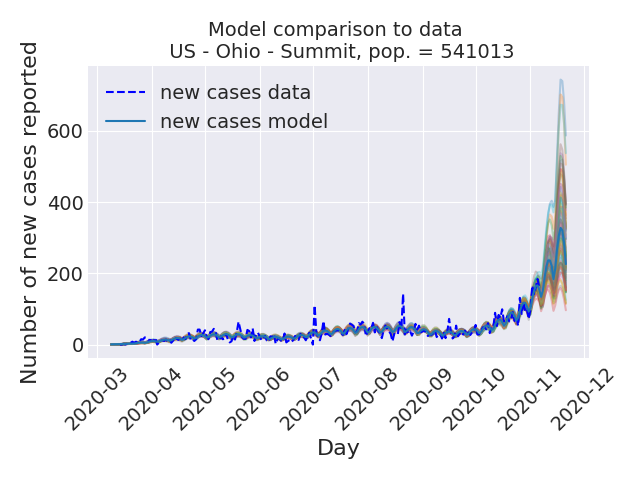 Model comparison to data
US - Ohio - Summit, pop. = 541013
Number of new cases reported
new cases data
new cases model
600
400
200
0
2020-03
2020-04
2020-05
2020-06
2020-07
2020-08
2020-09
2020-10
2020-11
2020-12
Day